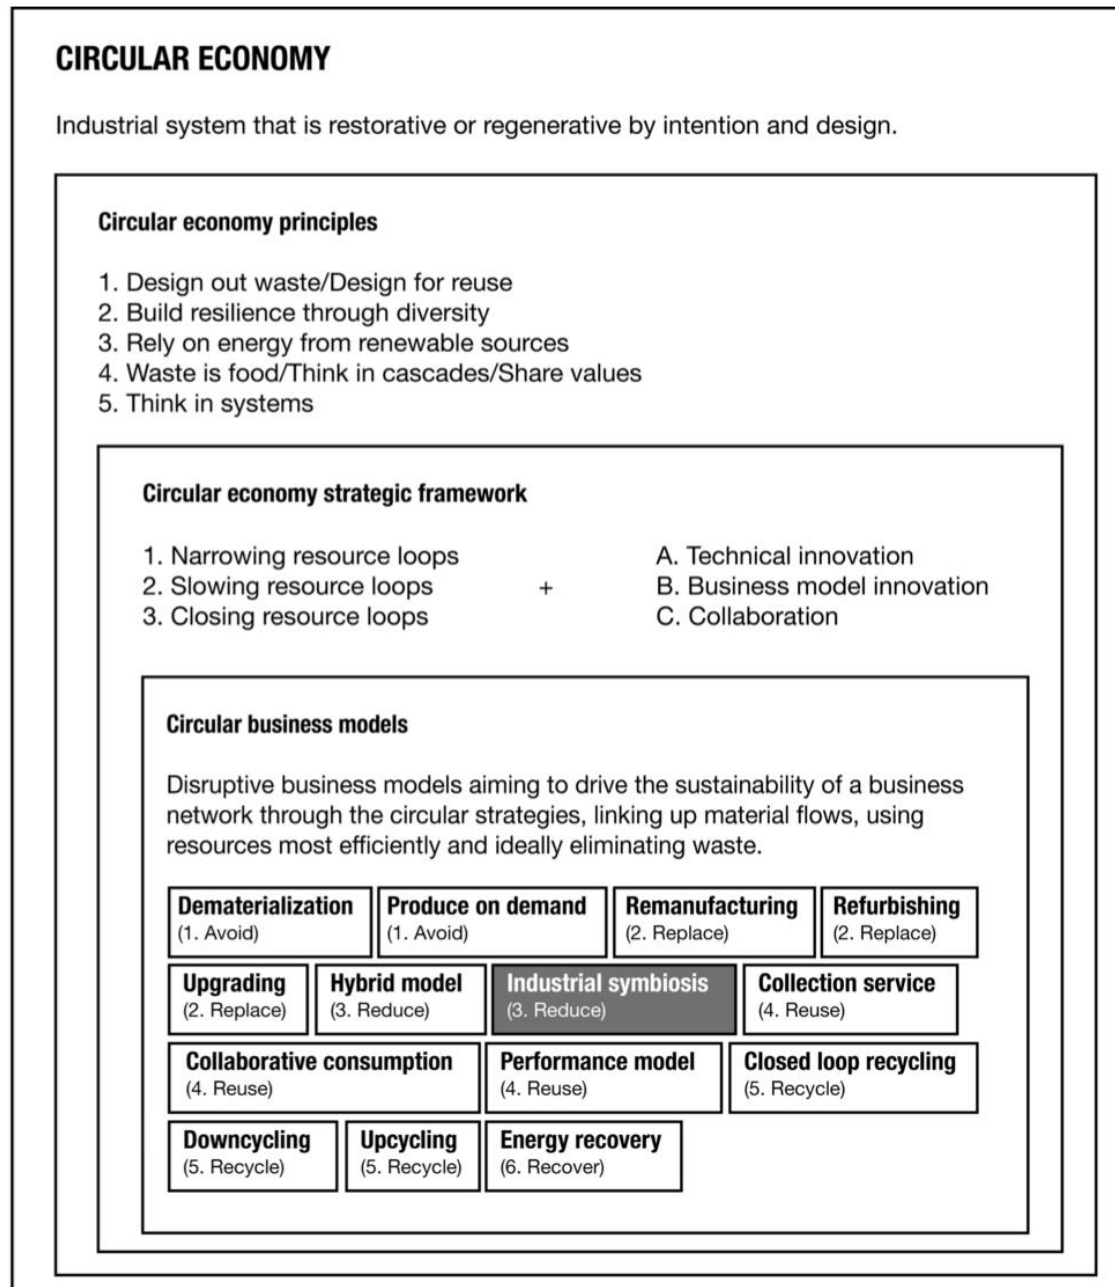 CIRCULAR ECONOMY
Industrial system that is restorative or regenerative by intention and design.
Circular economy principles
1. Design out waste/Design for reuse
2. Build resilience through diversity
3. Rely on energy from renewable sources
4. Waste is food/Think in cascades/Share values
5. Think in systems
Circular economy strategic framework
1. Narrowing resource loops
2. Slowing resource loops
3. Closing resource loops
+
A. Technical innovation
B. Business model innovation
C. Collaboration
Circular business models
Disruptive business models aiming to drive the sustainability of a business
network through the circular strategies, linking up material flows, using
resources most efficiently and ideally eliminating waste.
Dematerialization
(1. Avoid)
Produce on demand
(1. Avoid)
Remanufacturing
(2. Replace)
Refurbishing
(2. Replace)
Upgrading
(2. Replace)
Hybrid model
(3. Reduce)
Industrial symbiosis
(3. Reduce)
Collection service
(4. Reuse)
Collaborative consumption
(4. Reuse)
Performance model
(4. Reuse)
Closed loop recycling
(5. Recycle)
Downcycling
(5. Recycle)
Upcycling
(5. Recycle)
Energy recovery
(6. Recover)